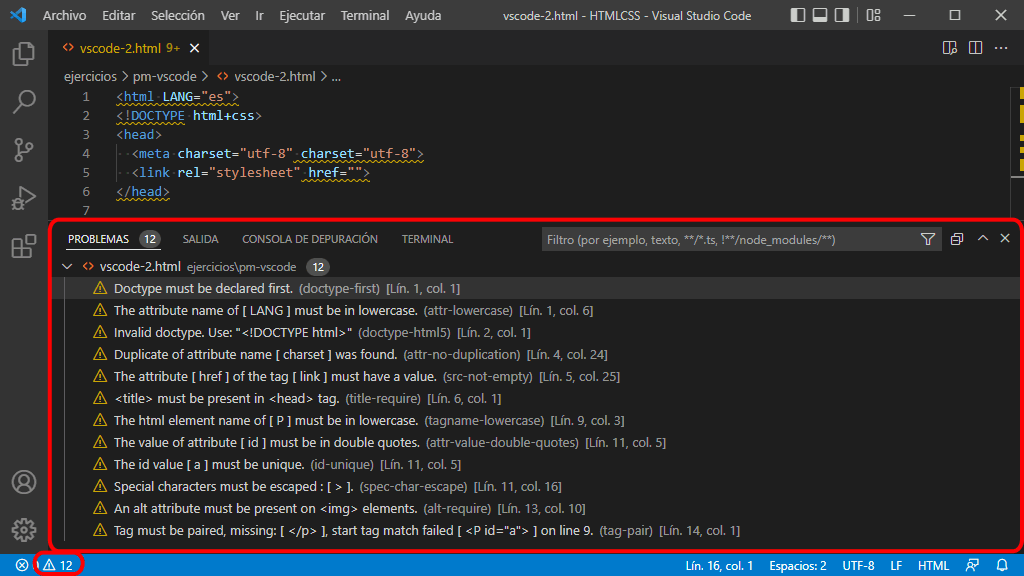 Archivo Editar Selección Ver Ir Ejecutar Terminal Ayuda vscode-2.html - HTMLCSS - Visual Studio Code
<> vscode-2.html 9+
ejercicios > pm-vscode > <> vscode-2.html > ...
1 <html LANG="es">
2 <!DOCTYPE html+css>
3 <head>
4 <meta charset="utf-8" charset="utf-8">
5 <link rel="stylesheet" href="">
6 </head>
7
PROBLEMAS 12 SALIDA CONSOLA DE DEPURACIÓN TERMINAL Filtro (por ejemplo, texto, **/*.ts, !**/node_modules/**)
<> vscode-2.html ejercicios\pm-vscode 12
Doctype must be declared first. (doctype-first) [Lín. 1, col. 1]
The attribute name of [ LANG ] must be in lowercase. (attr-lowercase) [Lín. 1, col. 6]
Invalid doctype. Use: "<!DOCTYPE html>" (doctype-html5) [Lín. 2, col. 1]
Duplicate of attribute name [ charset ] was found. (attr-no-duplication) [Lín. 4, col. 24]
The attribute [ href ] of the tag [ link ] must have a value. (src-not-empty) [Lín. 5, col. 25]
<title> must be present in <head> tag. (title-require) [Lín. 6, col. 1]
The html element name of [ P ] must be in lowercase. (tagname-lowercase) [Lín. 9, col. 3]
The value of attribute [ id ] must be in double quotes. (attr-value-double-quotes) [Lín. 11, col. 5]
The id value [ a ] must be unique. (id-unique) [Lín. 11, col. 5]
Special characters must be escaped : [ > ]. (spec-char-escape) [Lín. 11, col. 16]
An alt attribute must be present on <img> elements. (alt-require) [Lín. 13, col. 10]
Tag must be paired, missing: [ </p> ], start tag match failed [ <P id="a"> ] on line 9. (tag-pair) [Lín. 14, col. 1]
12 Lín. 16, col. 1 Espacios: 2 UTF-8 LF HTML